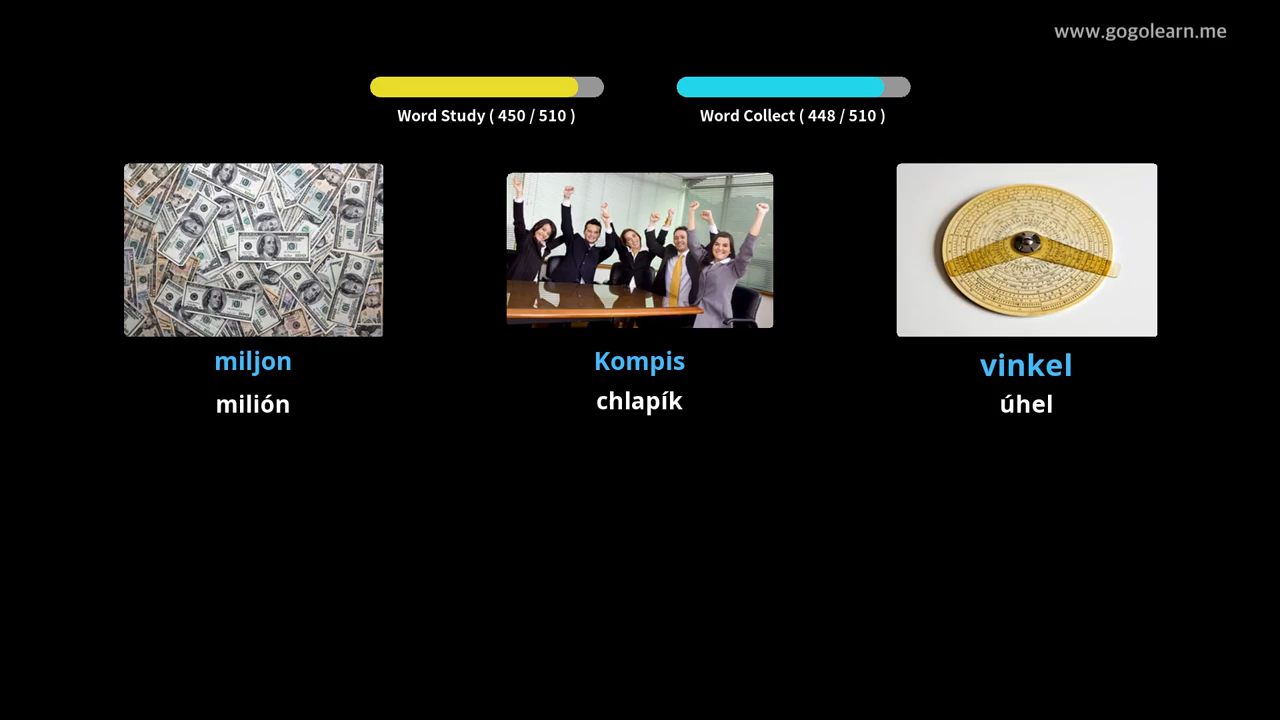 www.gogolearn.me
Word Study ( 450 / 510 )
Word Collect ( 448 / 510 )
miljon
milión
Kompis
chlapík
vinkel
úhel